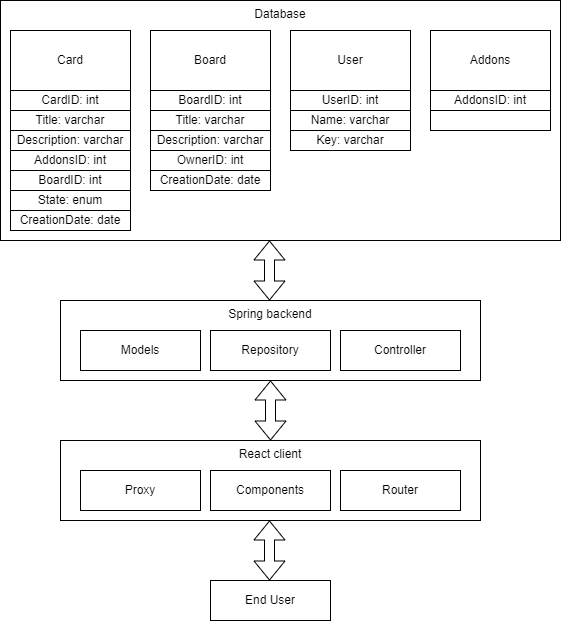 Database
Card
CardID: int
Title: varchar
Description: varchar
AddonsID: int
BoardID: int
State: enum
CreationDate: date
Board
BoardID: int
Title: varchar
Description: varchar
OwnerID: int
CreationDate: date
User
UserID: int
Name: varchar
Key: varchar
Addons
AddonsID: int
Spring backend
Models
Repository
Controller
React client
Proxy
Components
Router
End User